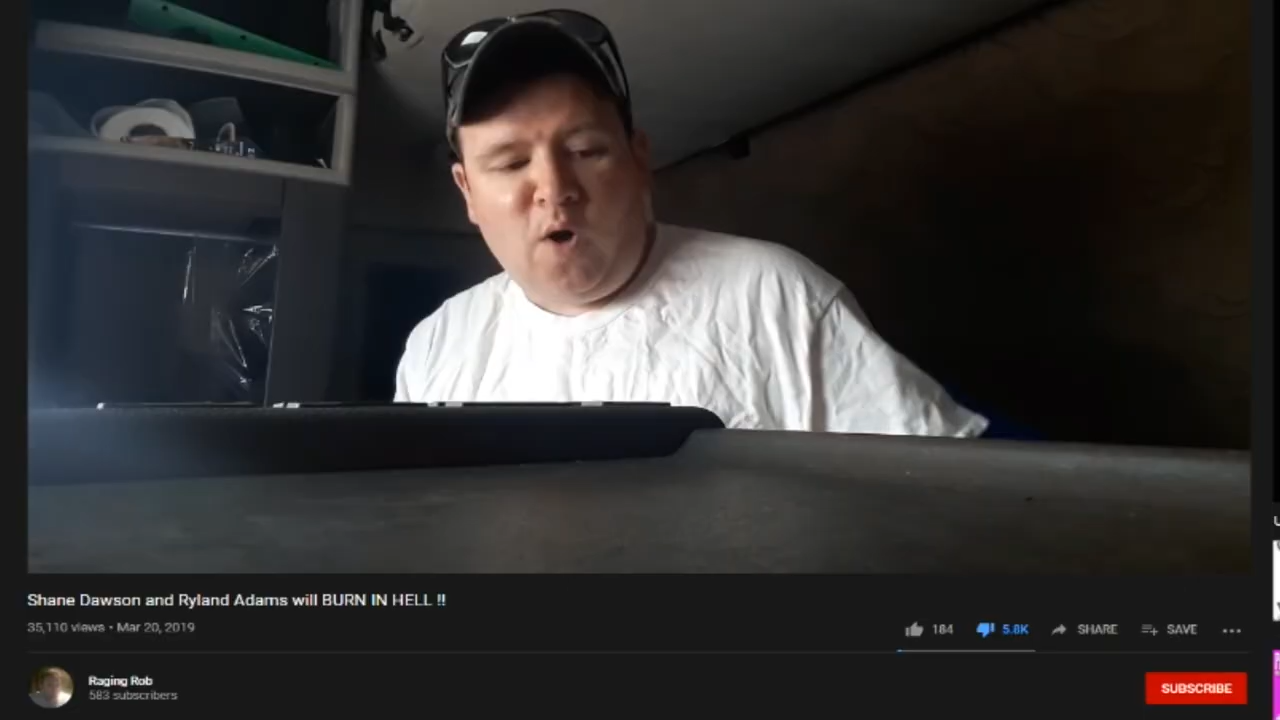 Shane Dawson and Ryland Adams will BURN IN HELL !!
35,110 views • Mar 20, 2019
184
5.8K
SHARE
SAVE
Raging Rob
583 subscribers
SUBSCRIBE